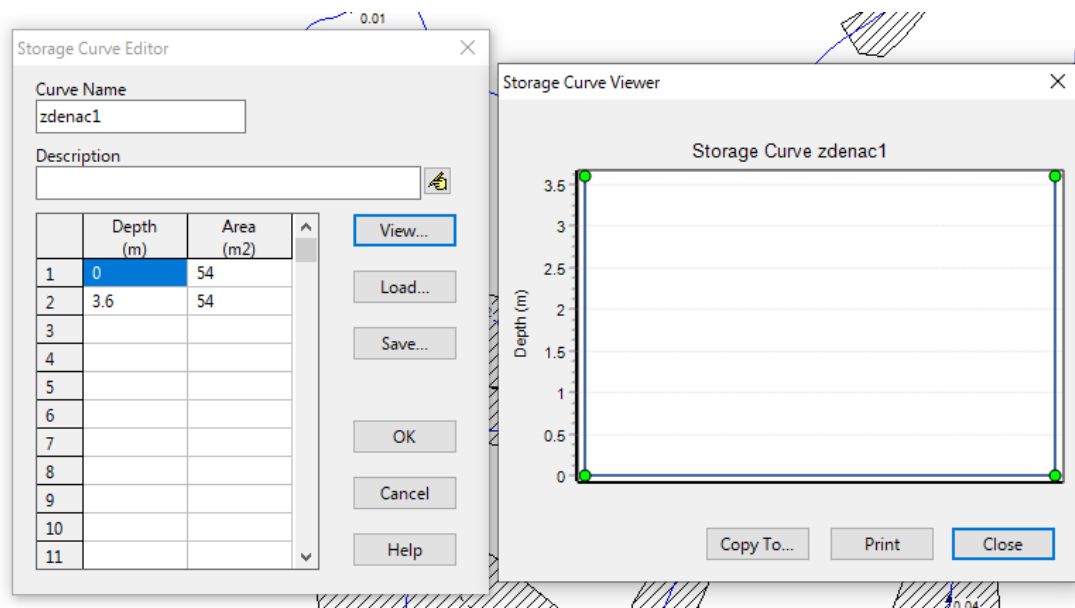 0.01
Storage Curve Editor
Curve Name
zdenac1
Description
Depth (m) Area (m2)
1 0 54
2 3.6 54
3
4
5
6
7
8
9
10
11
View...
Load...
Save...
OK
Cancel
Help
Storage Curve Viewer
Storage Curve zdenac1
Depth (m)
3.5
3
2.5
2
1.5
1
0.5
0
Copy To...
Print
Close
0.04